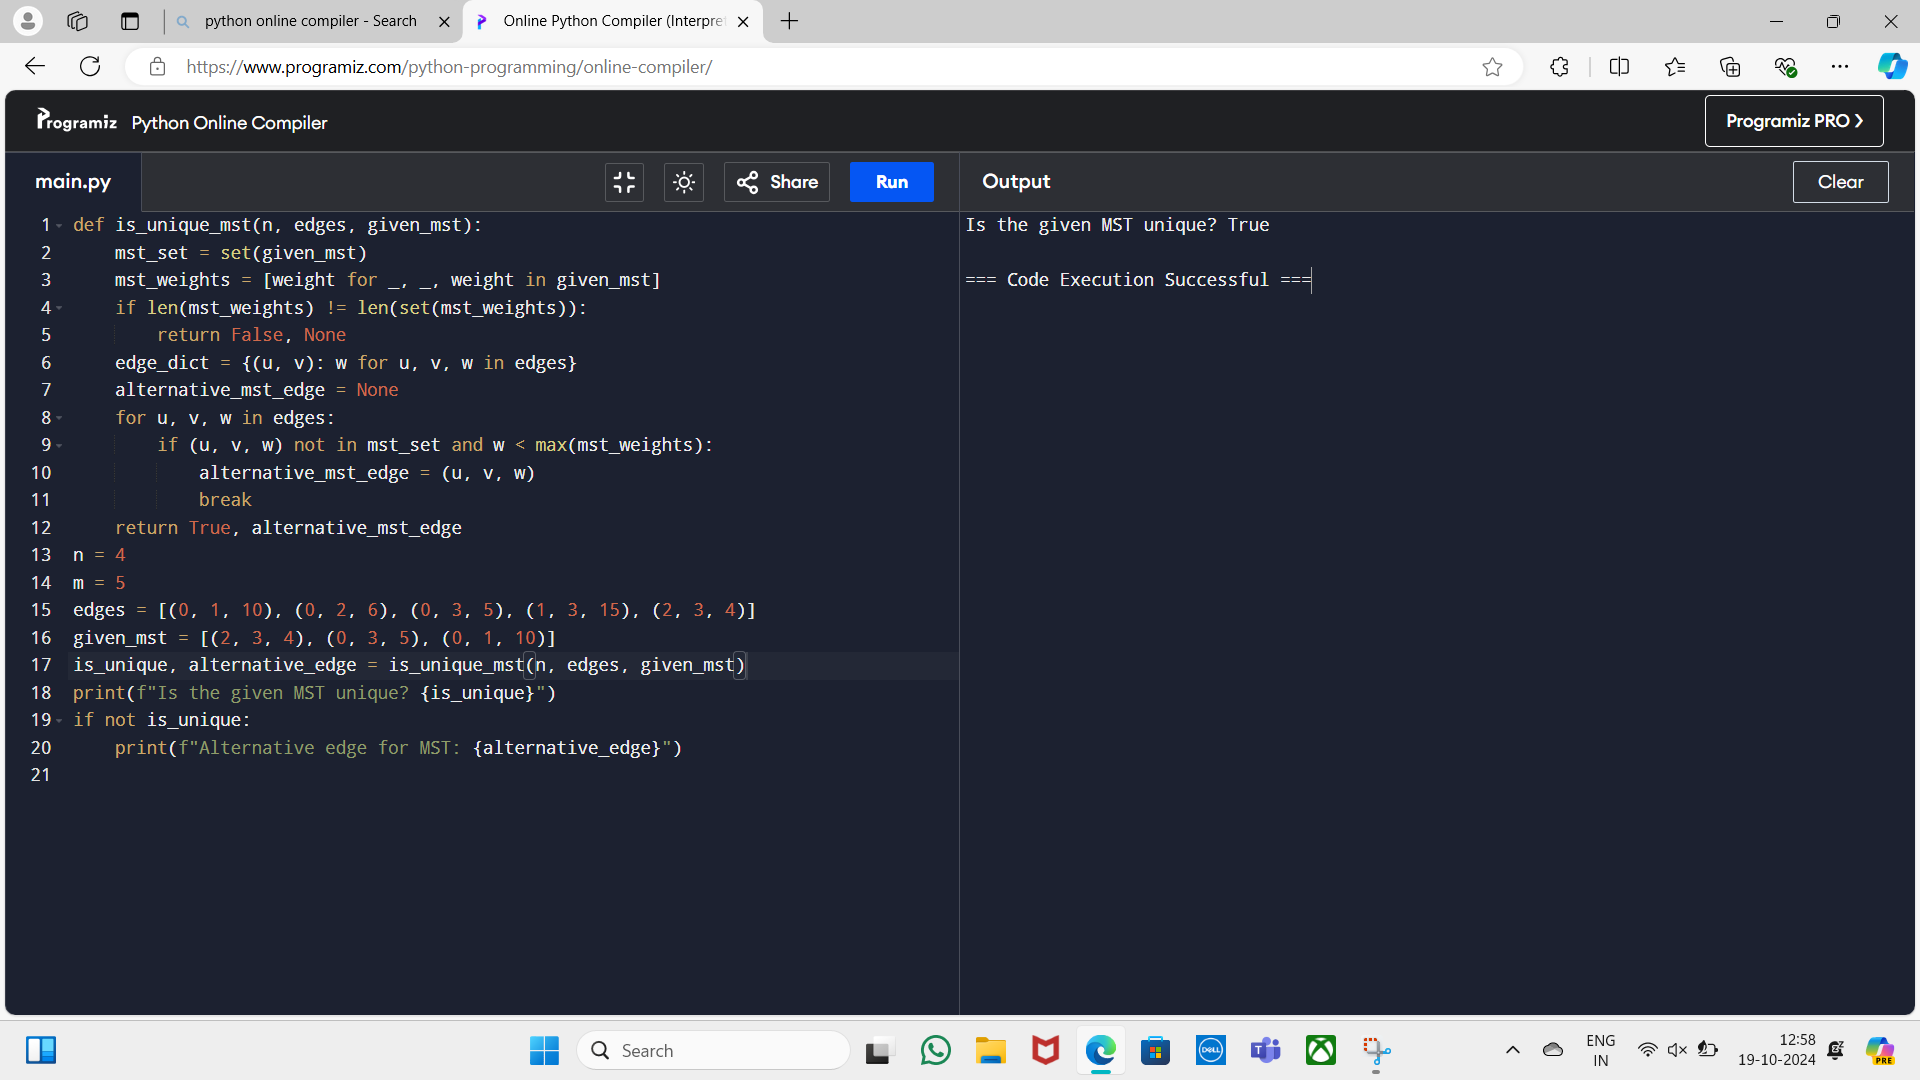 python online compiler - Search
Online Python Compiler (Interpre
https://www.programiz.com/python-programming/online-compiler/
Programiz Python Online Compiler
Programiz PRO ❯
main.py
Share
Run
Output
Clear
1 def is_unique_mst(n, edges, given_mst):
2     mst_set = set(given_mst)
3     mst_weights = [weight for _, _, weight in given_mst]
4     if len(mst_weights) != len(set(mst_weights)):
5         return False, None
6     edge_dict = {(u, v): w for u, v, w in edges}
7     alternative_mst_edge = None
8     for u, v, w in edges:
9         if (u, v, w) not in mst_set and w < max(mst_weights):
10             alternative_mst_edge = (u, v, w)
11             break
12     return True, alternative_mst_edge
13 n = 4
14 m = 5
15 edges = [(0, 1, 10), (0, 2, 6), (0, 3, 5), (1, 3, 15), (2, 3, 4)]
16 given_mst = [(2, 3, 4), (0, 3, 5), (0, 1, 10)]
17 is_unique, alternative_edge = is_unique_mst(n, edges, given_mst)
18 print(f"Is the given MST unique? {is_unique}")
19 if not is_unique:
20     print(f"Alternative edge for MST: {alternative_edge}")
21
Is the given MST unique? True
=== Code Execution Successful ===
Search
DELL
ENG
IN
12:58
19-10-2024
PRE